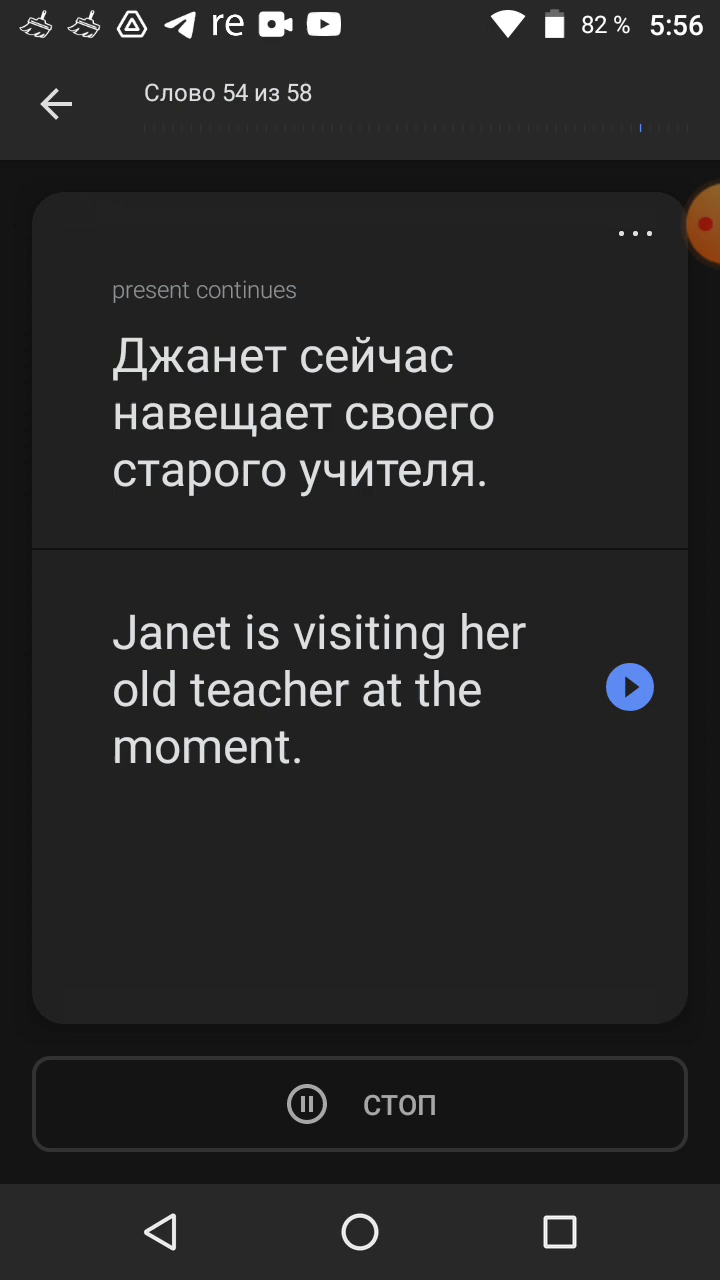 re 82 % 5:56
Слово 54 из 58
present continues
Джанет сейчас
навещает своего
старого учителя.
Janet is visiting her
old teacher at the
moment.
СТОП